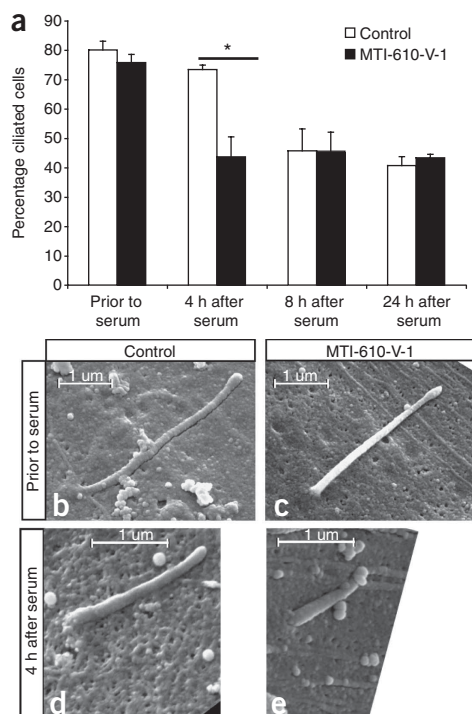 a
Percentage ciliated cells
90
80
70
60
50
40
30
20
10
0
*
Control
MTI-610-V-1
Prior to
serum
4 h after
serum
8 h after
serum
24 h after
serum
Control
MTI-610-V-1
Prior to serum
1 um
b
1 um
c
4 h after serum
1 um
d
1 um
e